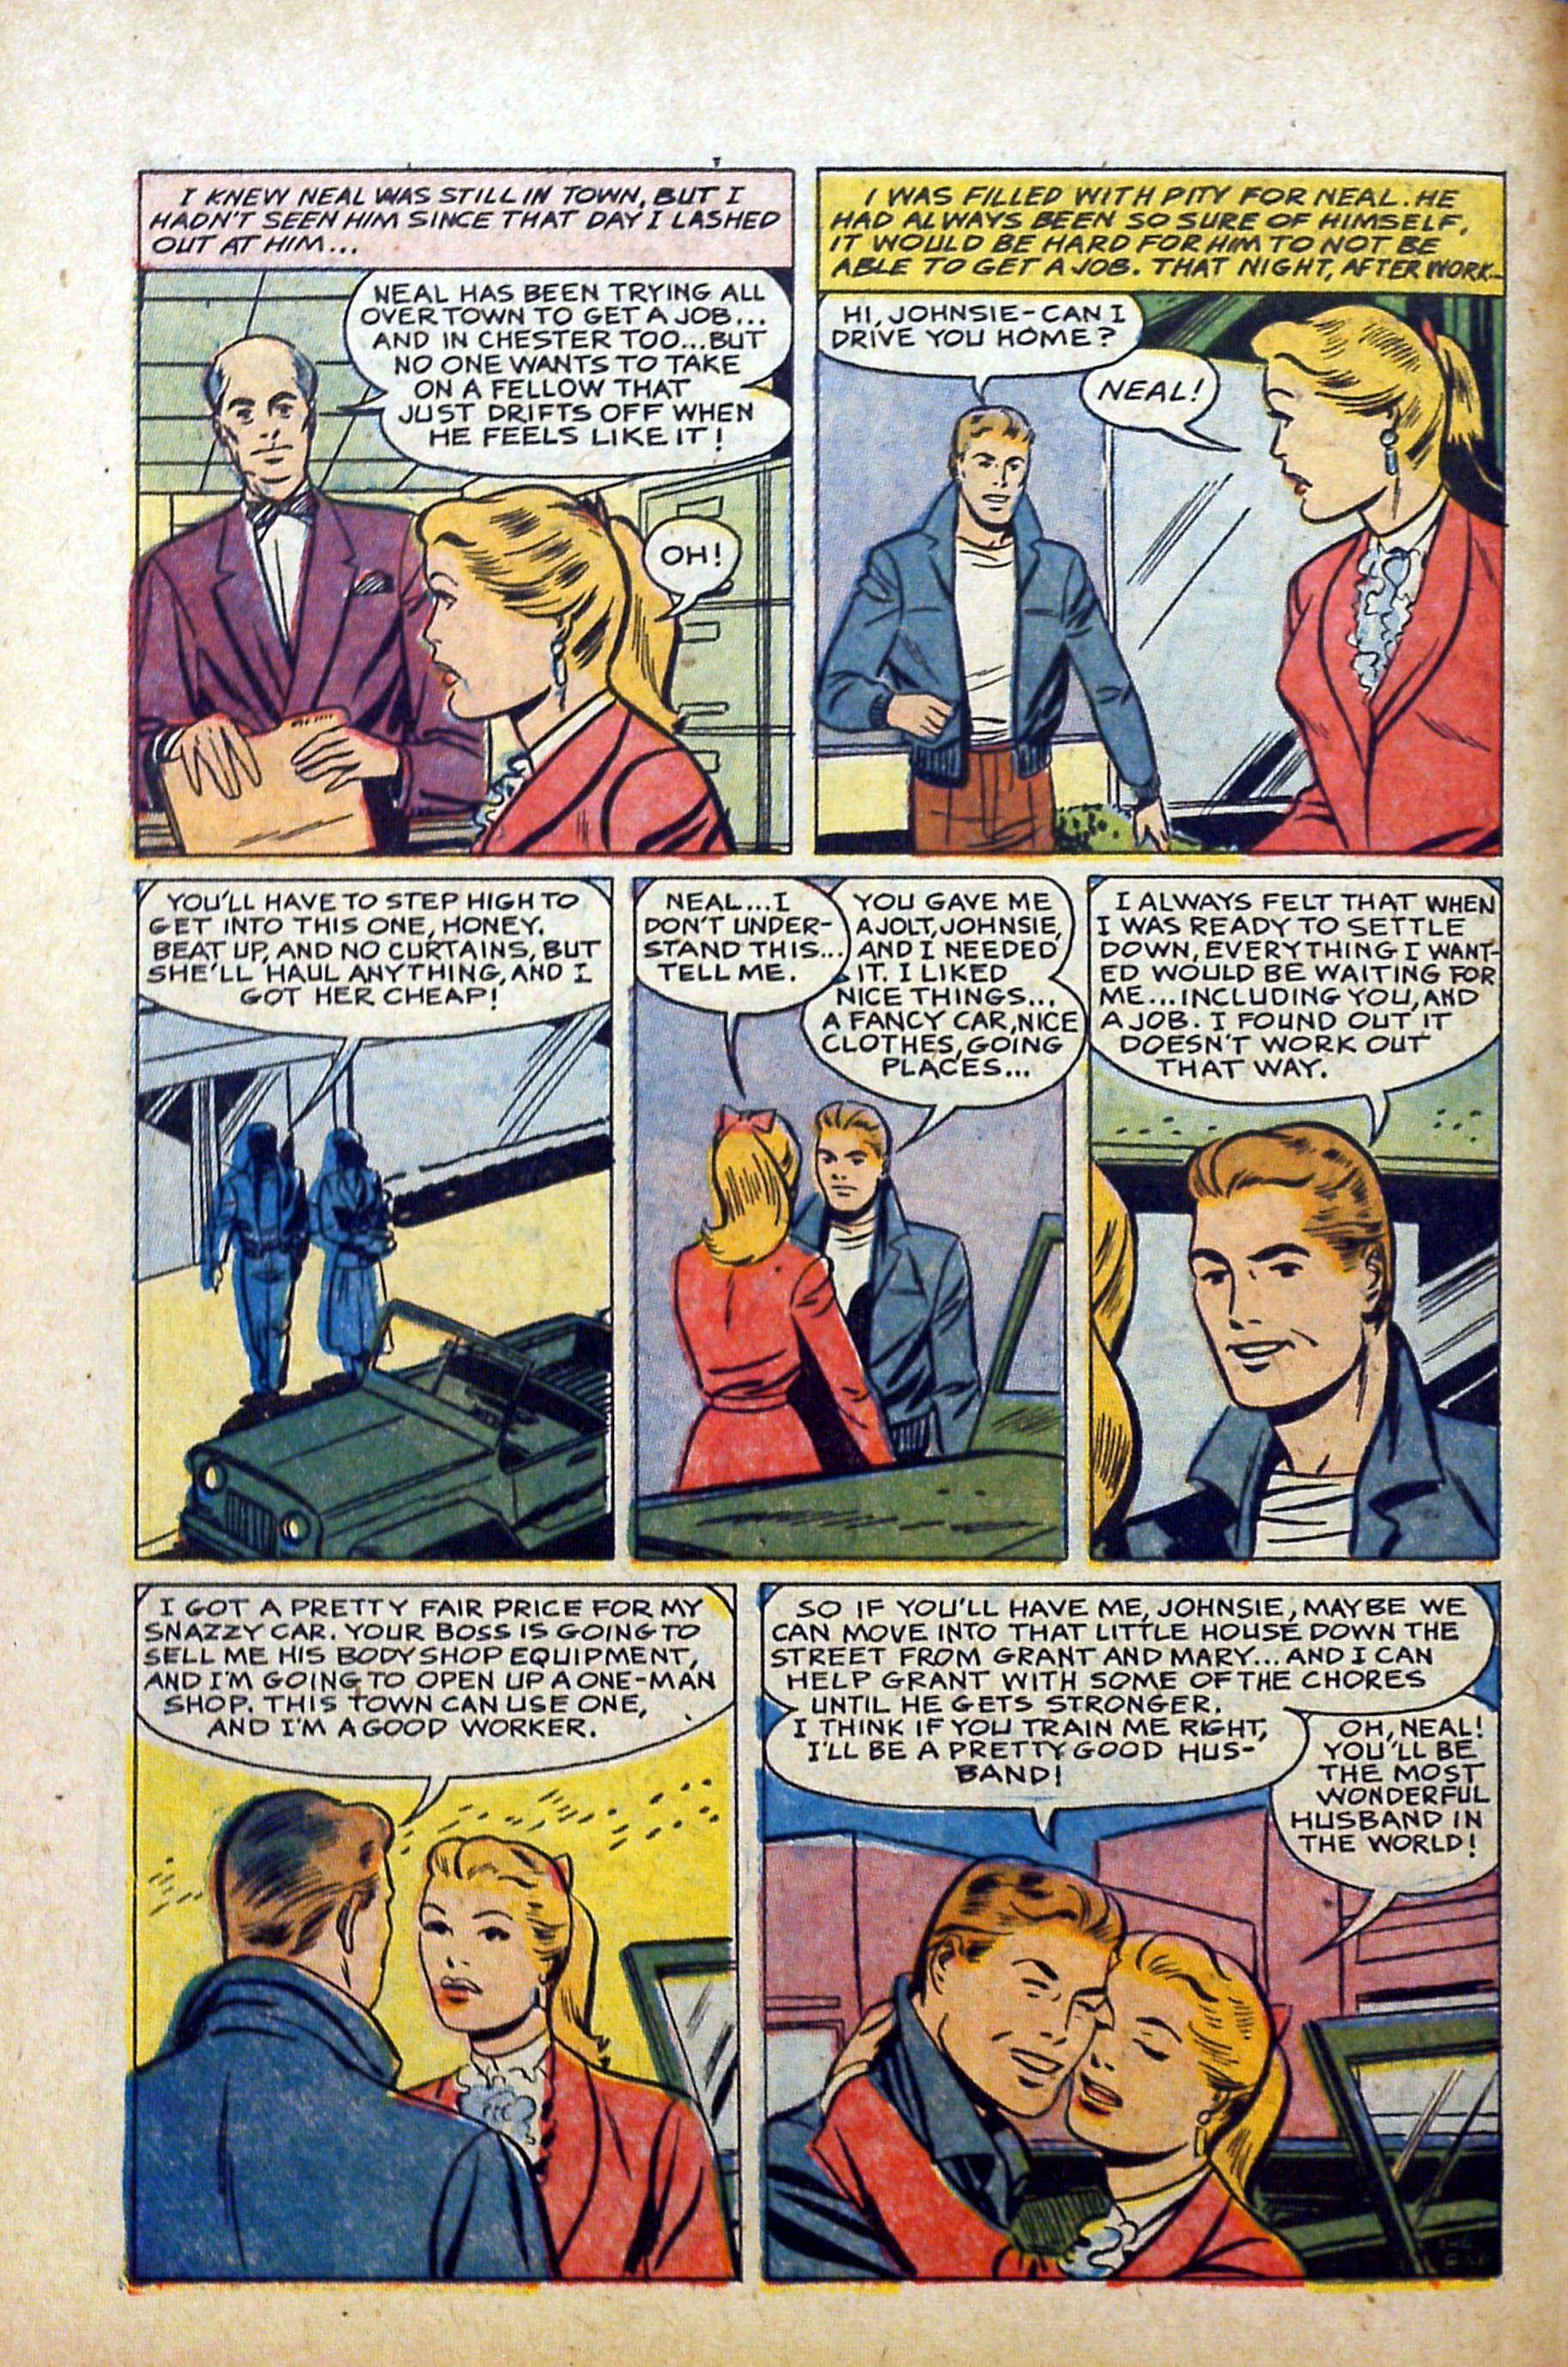 I KNEW NEAL WAS STILL IN TOWN, BUT I
HADN'T SEEN HIM SINCE THAT DAY I LASHED
OUT AT HIM...
NEAL HAS BEEN TRYING ALL
OVER TOWN TO GET A JOB...
AND IN CHESTER TOO...BUT
NO ONE WANTS TO TAKE
ON A FELLOW THAT
JUST DRIFTS OFF WHEN
HE FEELS LIKE IT!
OH!
I WAS FILLED WITH PITY FOR NEAL. HE
HAD ALWAYS BEEN SO SURE OF HIMSELF,
IT WOULD BE HARD FOR HIM TO NOT BE
ABLE TO GET A JOB. THAT NIGHT, AFTER WORK--
HI, JOHNSIE-CAN I
DRIVE YOU HOME?
NEAL!
YOU'LL HAVE TO STEP HIGH TO
GET INTO THIS ONE, HONEY.
BEAT UP, AND NO CURTAINS, BUT
SHE'LL HAUL ANYTHING, AND I
GOT HER CHEAP!
NEAL...I
DON'T UNDER-
STAND THIS...
TELL ME.
YOU GAVE ME
A JOLT, JOHNSIE,
AND I NEEDED
IT. I LIKED
NICE THINGS...
A FANCY CAR, NICE
CLOTHES, GOING
PLACES...
I ALWAYS FELT THAT WHEN
I WAS READY TO SETTLE
DOWN, EVERYTHING I WANT-
ED WOULD BE WAITING FOR
ME...INCLUDING YOU, AND
A JOB. I FOUND OUT IT
DOESN'T WORK OUT
THAT WAY.
I GOT A PRETTY FAIR PRICE FOR MY
SNAZZY CAR. YOUR BOSS IS GOING TO
SELL ME HIS BODY SHOP EQUIPMENT,
AND I'M GOING TO OPEN UP A ONE-MAN
SHOP. THIS TOWN CAN USE ONE,
AND I'M A GOOD WORKER.
SO IF YOU'LL HAVE ME, JOHNSIE, MAYBE WE
CAN MOVE INTO THAT LITTLE HOUSE DOWN THE
STREET FROM GRANT AND MARY...AND I CAN
HELP GRANT WITH SOME OF THE CHORES
UNTIL HE GETS STRONGER.
I THINK IF YOU TRAIN ME RIGHT,
I'LL BE A PRETTY GOOD HUS-
BAND!
OH, NEAL!
YOU'LL BE
THE MOST
WONDERFUL
HUSBAND IN
THE WORLD!
THE
END